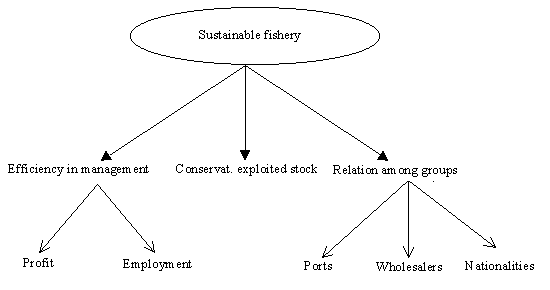 Sustainable fishery
Efficiency in management
Conservat. exploited stock
Relation among groups
Profit
Employment
Ports
Wholesalers
Nationalities